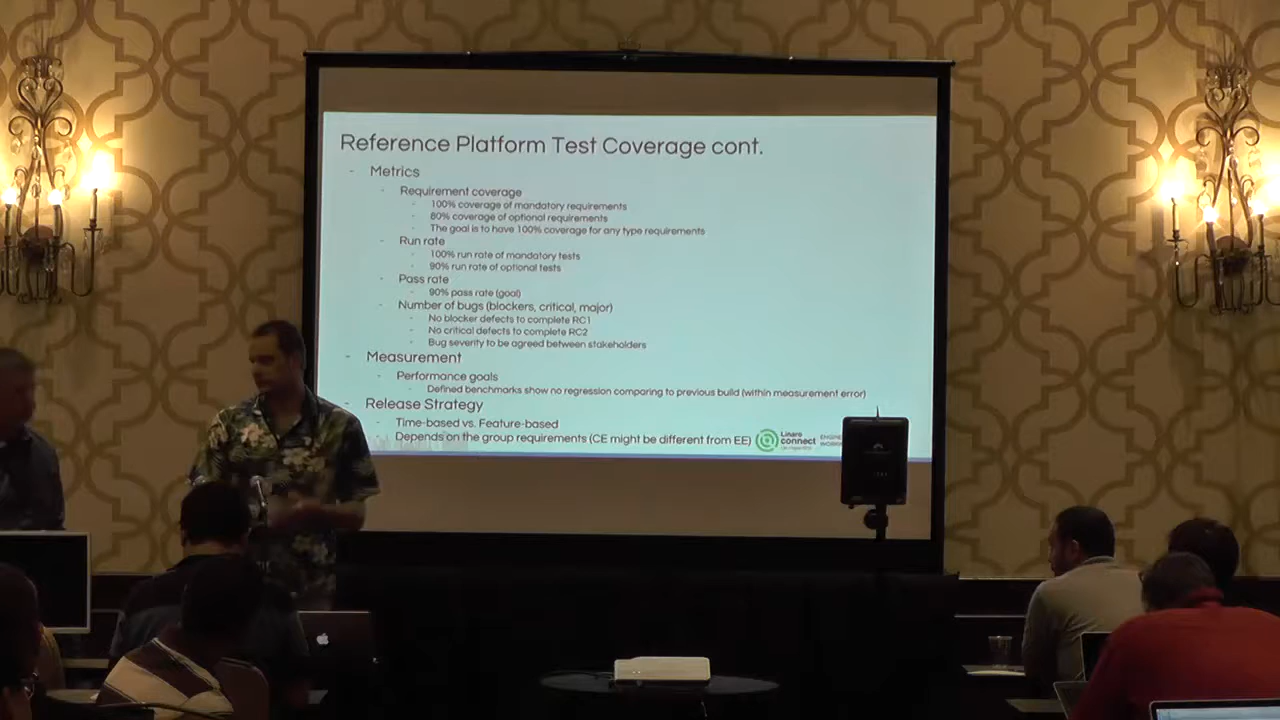 Reference Platform Test Coverage cont.
- Metrics
- Requirement coverage
- 100% coverage of mandatory requirements
- 80% coverage of optional requirements
- The goal is to have 100% coverage for any type requirements
- Run rate
- 100% run rate of mandatory tests
- 90% run rate of optional tests
- Pass rate
- 90% pass rate (goal)
- Number of bugs (blockers, critical, major)
- No blocker defects to complete RC1
- No critical defects to complete RC2
- Bug severity to be agreed between stakeholders
- Measurement
- Performance goals
- Defined benchmarks show no regression comparing to previous build (within measurement error)
- Release Strategy
- Time-based vs. Feature-based
- Depends on the group requirements (CE might be different from EE)
Linaro
connect